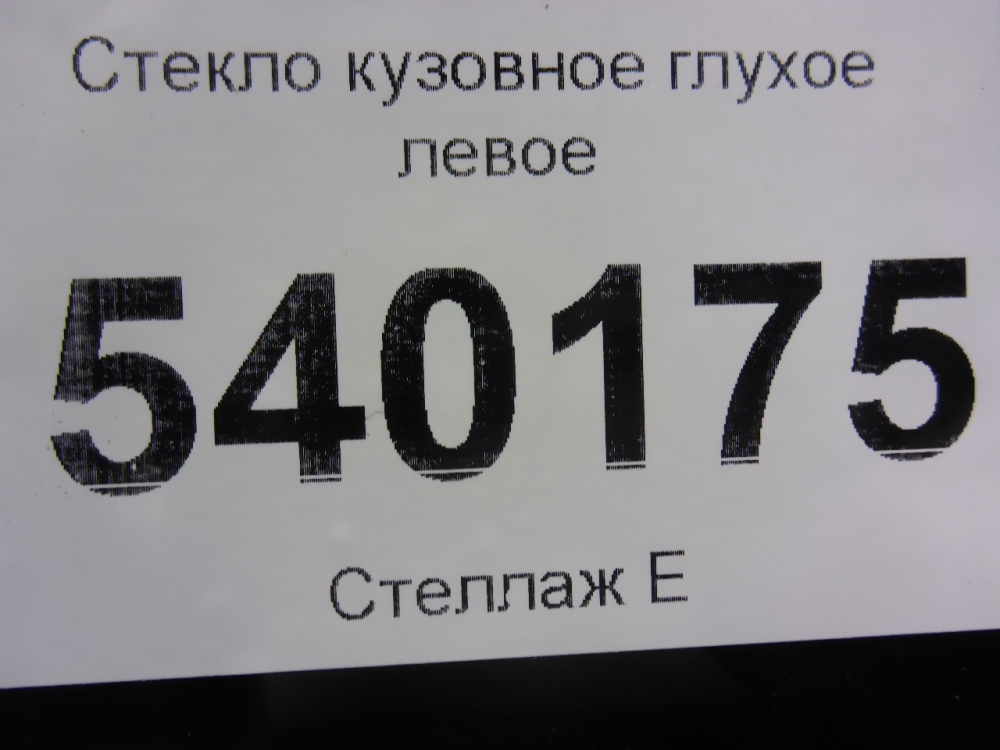 Стекло кузовное глухое
левое
540175
Стеллаж Е